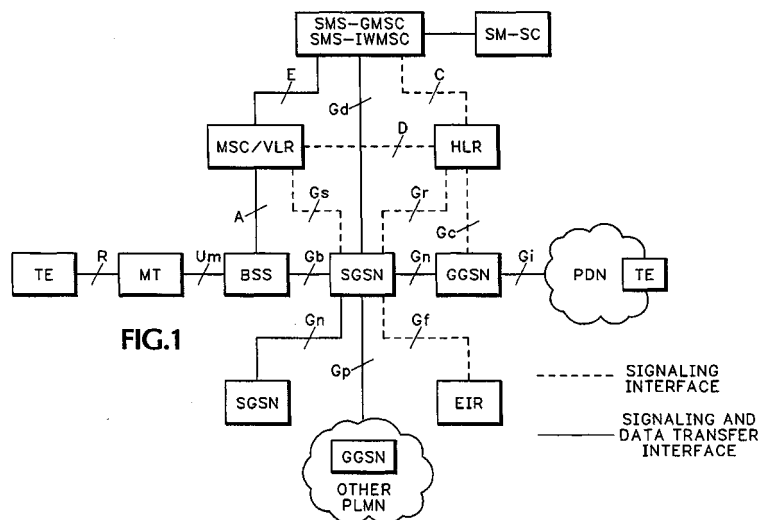 SMS-GMSC
SMS-IWMSC
SM-SC
E
C
Gd
D
MSC/VLR
HLR
Gs
Gr
A
Gc
R
Um
Gb
Gn
Gi
TE
MT
BSS
SGSN
GGSN
PDN
TE
FIG.1
Gn
Gf
Gp
SIGNALING
INTERFACE
SGSN
EIR
SIGNALING AND
DATA TRANSFER
INTERFACE
GGSN
OTHER
PLMN